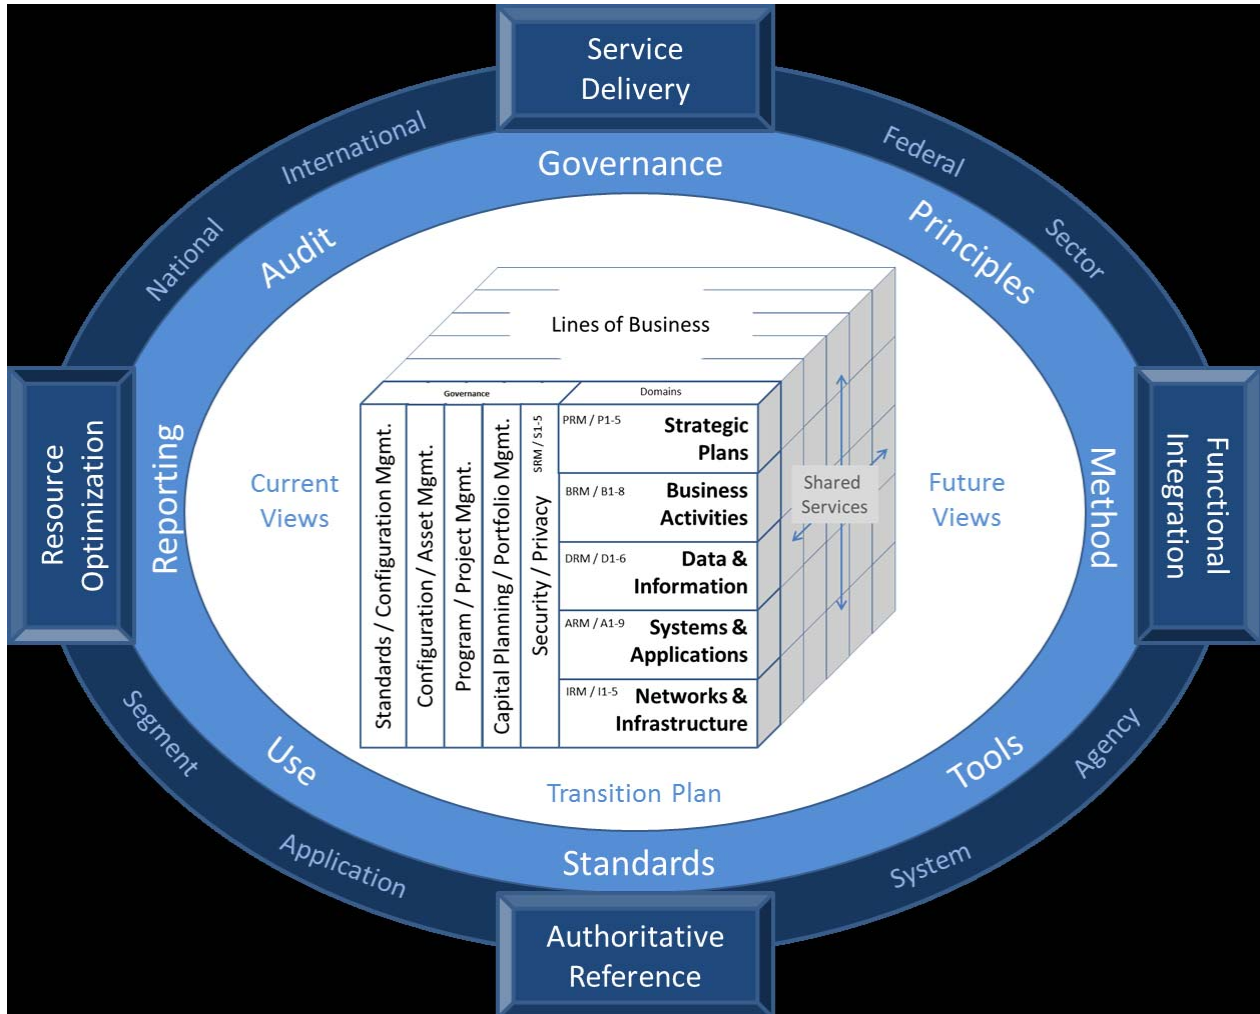 Service
Delivery
International
Federal
Governance
National
Audit
Principles
Sector
Lines of Business
Governance
Domains
Resource
Optimization
Reporting
Current
Views
Standards / Configuration Mgmt.
Configuration / Asset Mgmt.
Program / Project Mgmt.
Capital Planning / Portfolio Mgmt.
Security / Privacy
SRM / S1-5
PRM / P1-5
Strategic
Plans
BRM / B1-8
Business
Activities
DRM / D1-6
Data &
Information
ARM / A1-9
Systems &
Applications
IRM / I1-5
Networks &
Infrastructure
Shared
Services
Future
Views
Method
Functional
Integration
Segment
Use
Transition Plan
Tools
Agency
Application
Standards
System
Authoritative
Reference